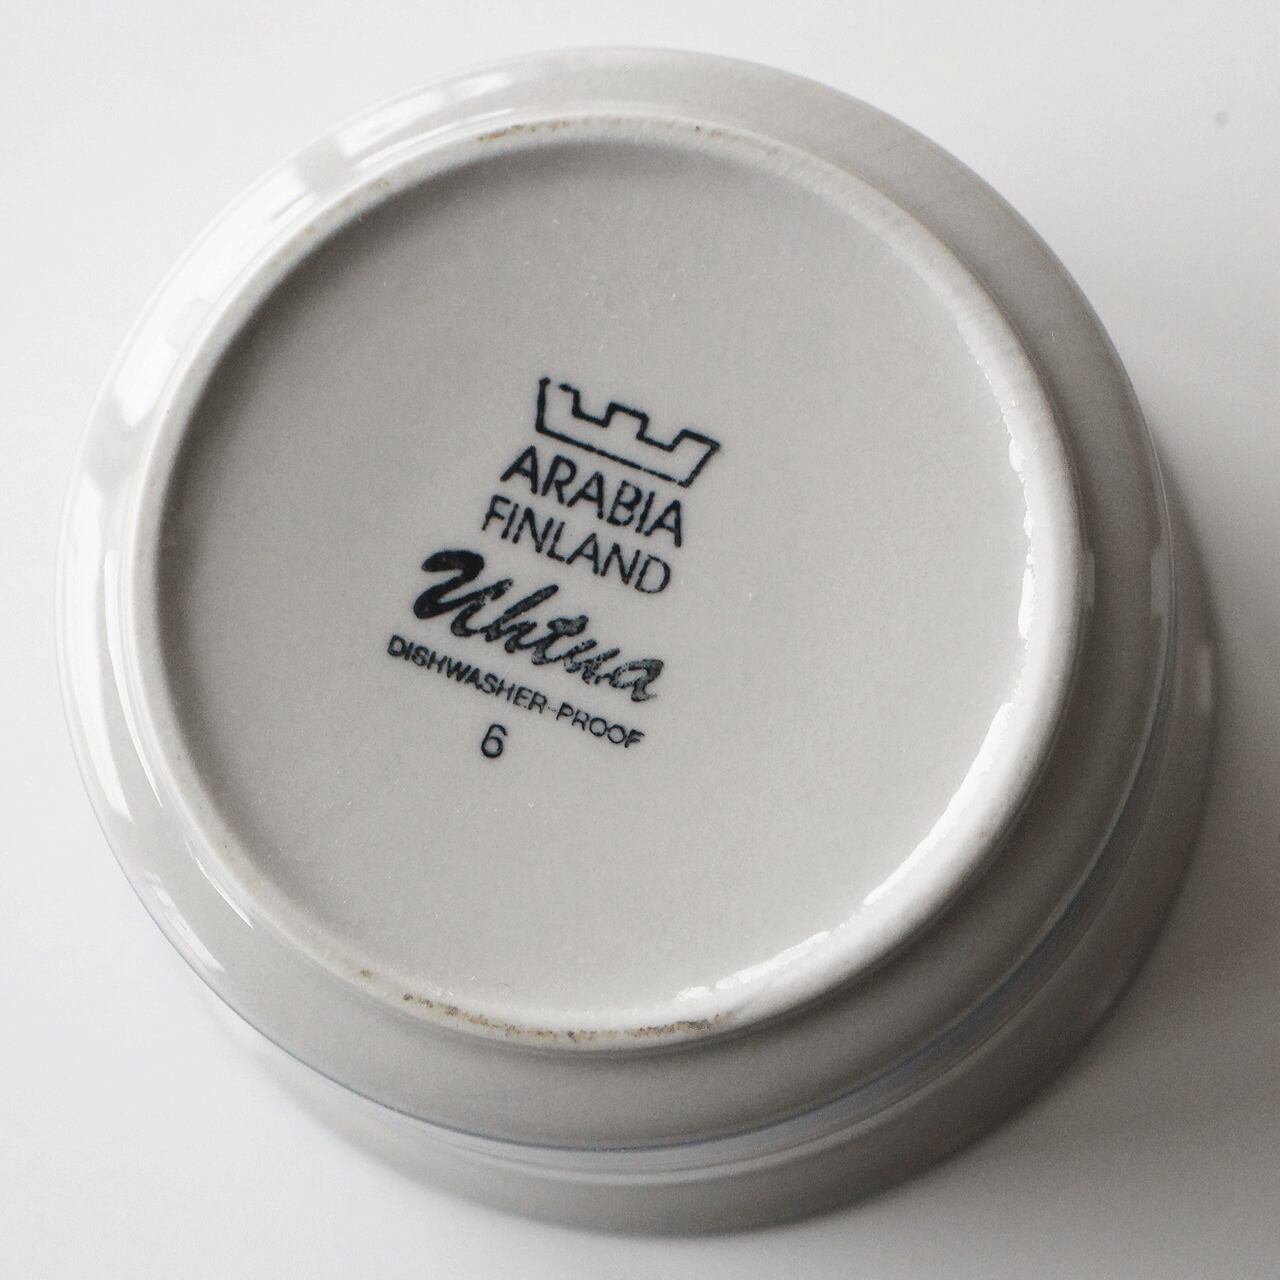 ARABIA
FINLAND
Uhtua
DISHWASHER-PROOF
6